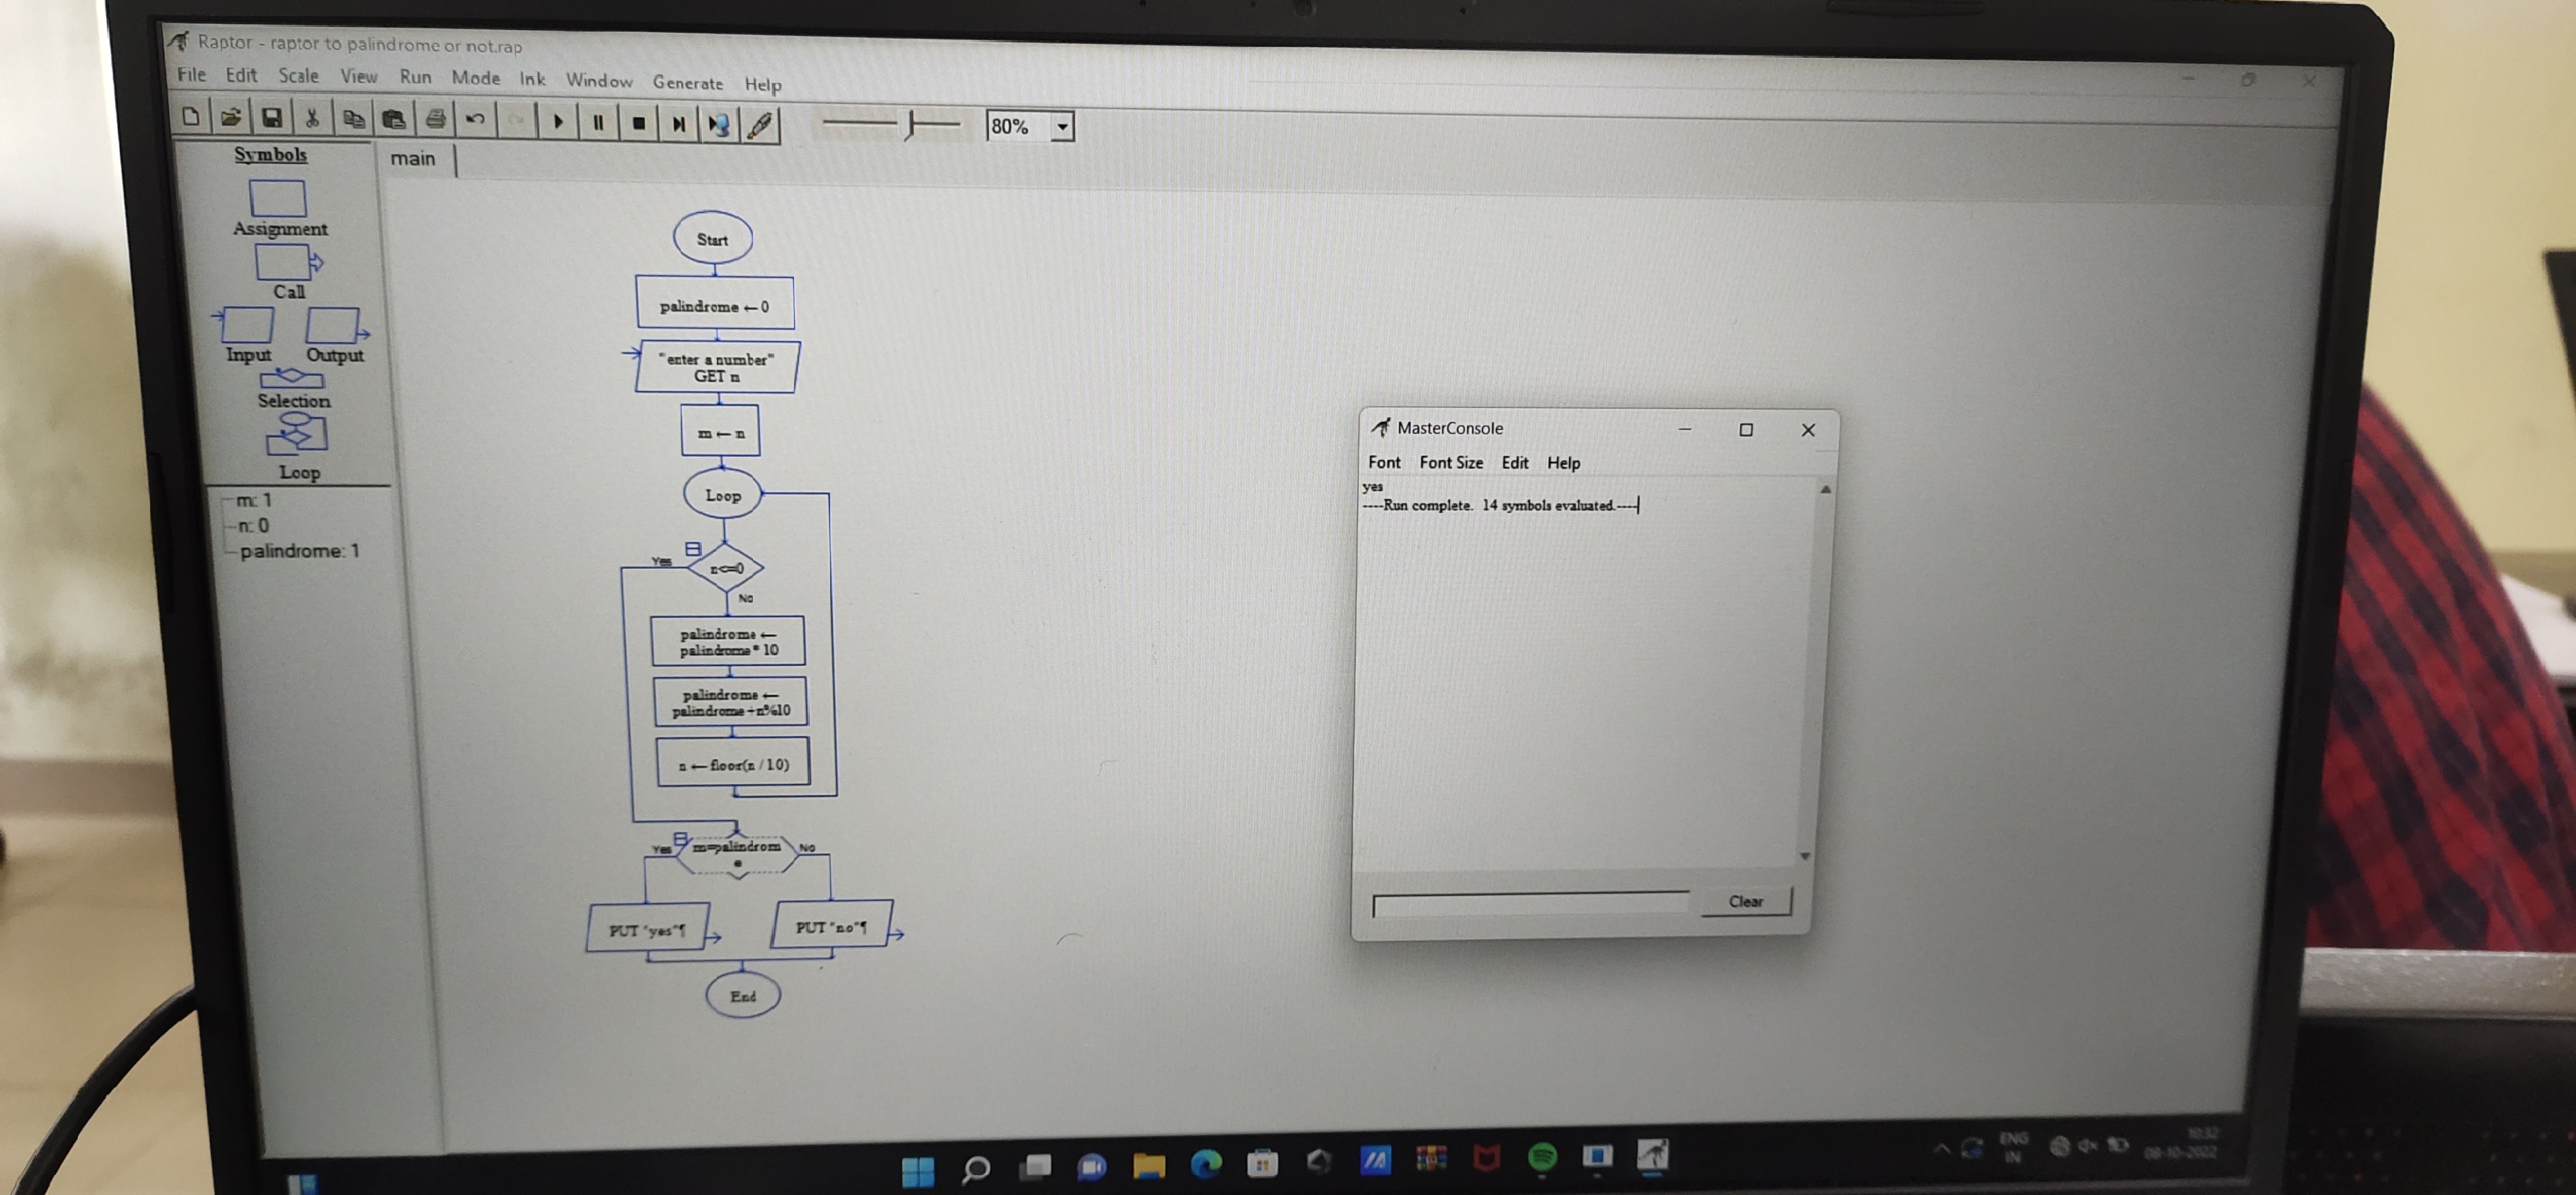 Raptor - raptor to palindrome or not.rap
File Edit Scale View Run Mode Ink Window Generate Help
80%
Symbols
main
Assignment
Call
Input Output
Selection
Loop
m: 1
n: 0
palindrome: 1
Start
palindrome ← 0
"enter a number"
GET n
m ← n
Loop
n<=0
Yes
No
palindrome ←
palindrome * 10
palindrome ←
palindrome+n%10
n ← floor(n / 10)
Yes
m=palindrom
e
No
PUT "yes"¶
PUT "no"¶
End
MasterConsole
Font Font Size Edit Help
yes
----Run complete. 14 symbols evaluated.----
Clear
ENG
IN
10:32
08-10-2022